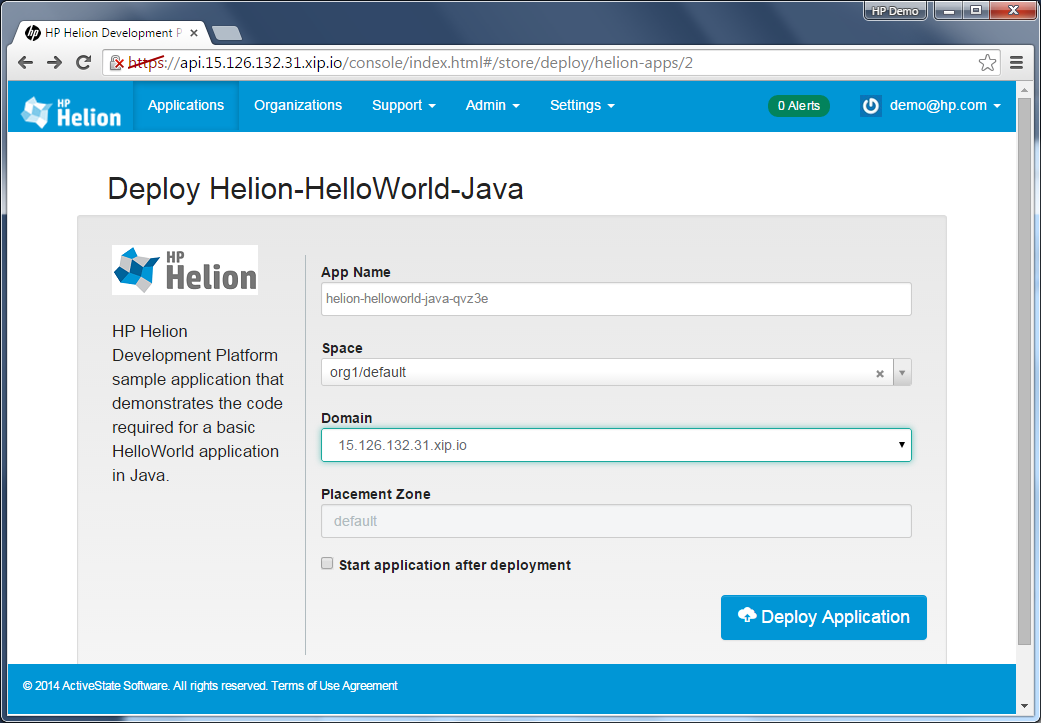 HP Demo
HP Helion Development P
https://api.15.126.132.31.xip.io/console/index.html#/store/deploy/helion-apps/2
HP Helion Applications Organizations Support Admin Settings 0 Alerts demo@hp.com
Deploy Helion-HelloWorld-Java
HP
Helion
HP Helion
Development Platform
sample application that
demonstrates the code
required for a basic
HelloWorld application
in Java.
App Name
helion-helloworld-java-qvz3e
Space
org1/default
Domain
15.126.132.31.xip.io
Placement Zone
default
Start application after deployment
Deploy Application
© 2014 ActiveState Software. All rights reserved. Terms of Use Agreement